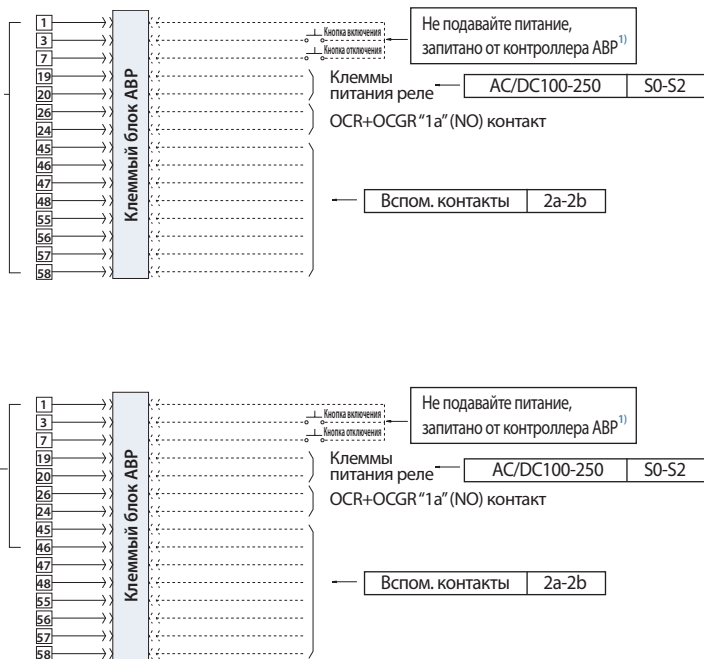 1
3
7
19
20
26
24
45
46
47
48
55
56
57
58
Клеммный блок АВР
Кнопка включения
Кнопка отключения
Не подавайте питание,
запитано от контроллера АВР1)
Клеммы
питания реле
AC/DC100-250 S0-S2
OCR+OCGR "1a" (NO) контакт
Вспом. контакты 2a-2b
1
3
7
19
20
26
24
45
46
47
48
55
56
57
58
Клеммный блок АВР
Кнопка включения
Кнопка отключения
Не подавайте питание,
запитано от контроллера АВР1)
Клеммы
питания реле
AC/DC100-250 S0-S2
OCR+OCGR "1a" (NO) контакт
Вспом. контакты 2a-2b